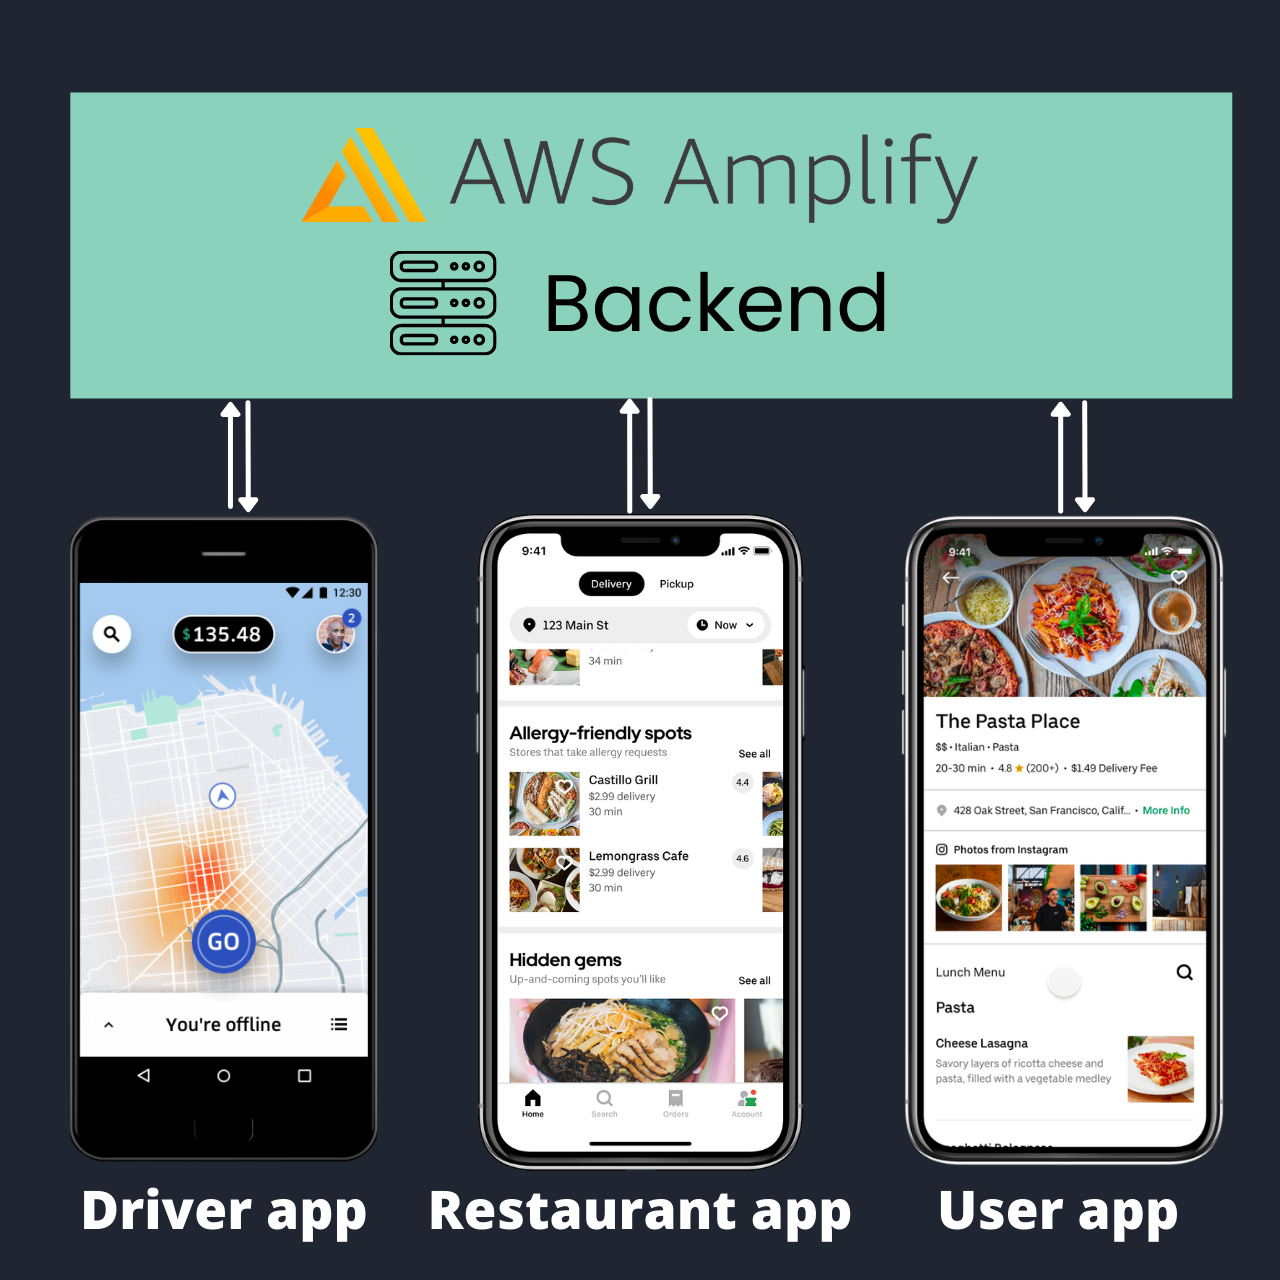 AWS Amplify
Backend
12:30
2
$135.48
GO
You're offline
Driver app
9:41
Delivery
Pickup
123 Main St
Now
34 min
Allergy-friendly spots
Stores that take allergy requests
See all
Castillo Grill
4.4
$2.99 delivery
30 min
Lemongrass Cafe
4.6
$2.99 delivery
30 min
Hidden gems
Up-and-coming spots you'll like
See all
Home
Search
Orders
Account
Restaurant app
9:41
The Pasta Place
$$ • Italian • Pasta
20-30 min • 4.8 ★ (200+) • $1.49 Delivery Fee
428 Oak Street, San Francisco, Calif... • More Info
Photos from Instagram
Lunch Menu
Pasta
Cheese Lasagna
Savory layers of ricotta cheese and
pasta, filled with a vegetable medley
User app